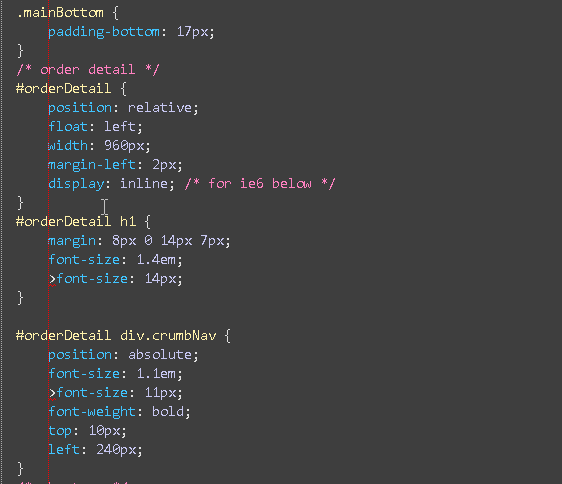 .mainBottom {
    padding-bottom: 17px;
}
/* order detail */
#orderDetail {
    position: relative;
    float: left;
    width: 960px;
    margin-left: 2px;
    display: inline; /* for ie6 below */
}
#orderDetail h1 {
    margin: 8px 0 14px 7px;
    font-size: 1.4em;
    >font-size: 14px;
}

#orderDetail div.crumbNav {
    position: absolute;
    font-size: 1.1em;
    >font-size: 11px;
    font-weight: bold;
    top: 10px;
    left: 240px;
}